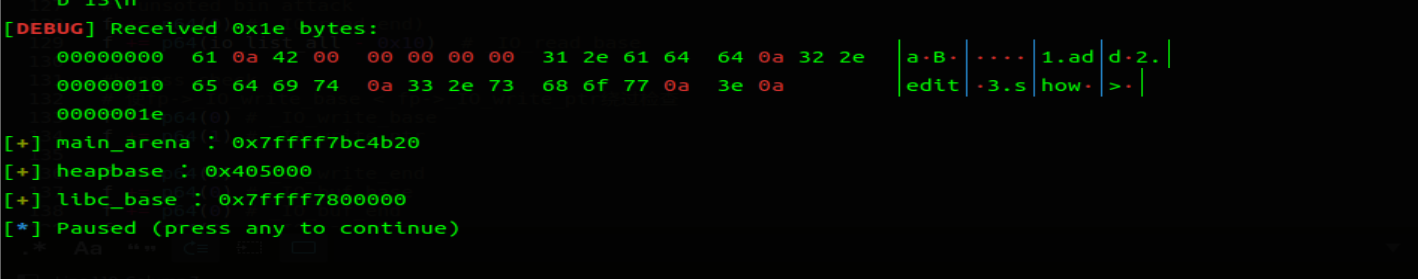 [DEBUG] Received 0x1e bytes:
00000000 61 0a 42 00 00 00 00 00 31 2e 61 64 64 0a 32 2e │a·B·│····│1.ad│d·2.│
00000010 65 64 69 74 0a 33 2e 73 68 6f 77 0a 3e 0a │edit│·3.s│how·│>·│
0000001e
[+] main_arena : 0x7ffff7bc4b20
[+] heapbase : 0x405000
[+] libc_base : 0x7ffff7800000
[*] Paused (press any to continue)
.* Aa “”